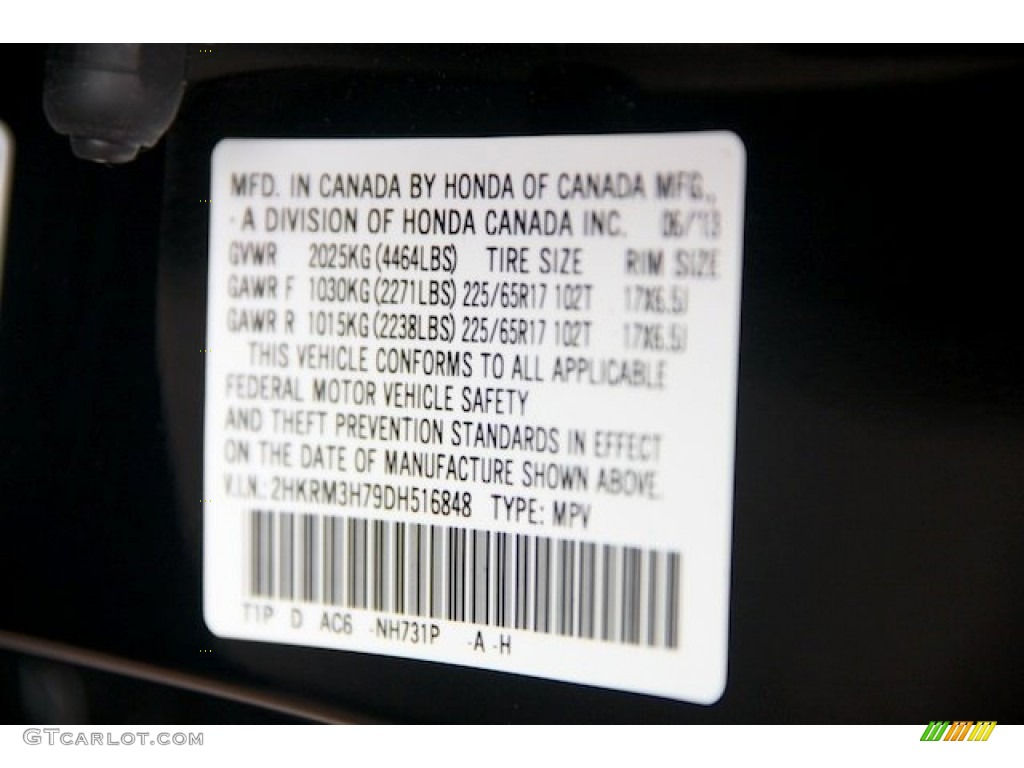 MFD. IN CANADA BY HONDA OF CANADA MFG.,
A DIVISION OF HONDA CANADA INC. 06/13
GVWR 2025KG (4464LBS) TIRE SIZE RIM SIZE
GAWR F 1030KG (2271LBS) 225/65R17 102T 17X6.5J
GAWR R 1015KG (2238LBS) 225/65R17 102T 17X6.5J
THIS VEHICLE CONFORMS TO ALL APPLICABLE
FEDERAL MOTOR VEHICLE SAFETY
AND THEFT PREVENTION STANDARDS IN EFFECT
ON THE DATE OF MANUFACTURE SHOWN ABOVE.
V.I.N.: 2HKRM3H79DH516848 TYPE: MPV
T1P D AC6 -NH731P -A -H
GTCARLOT.COM